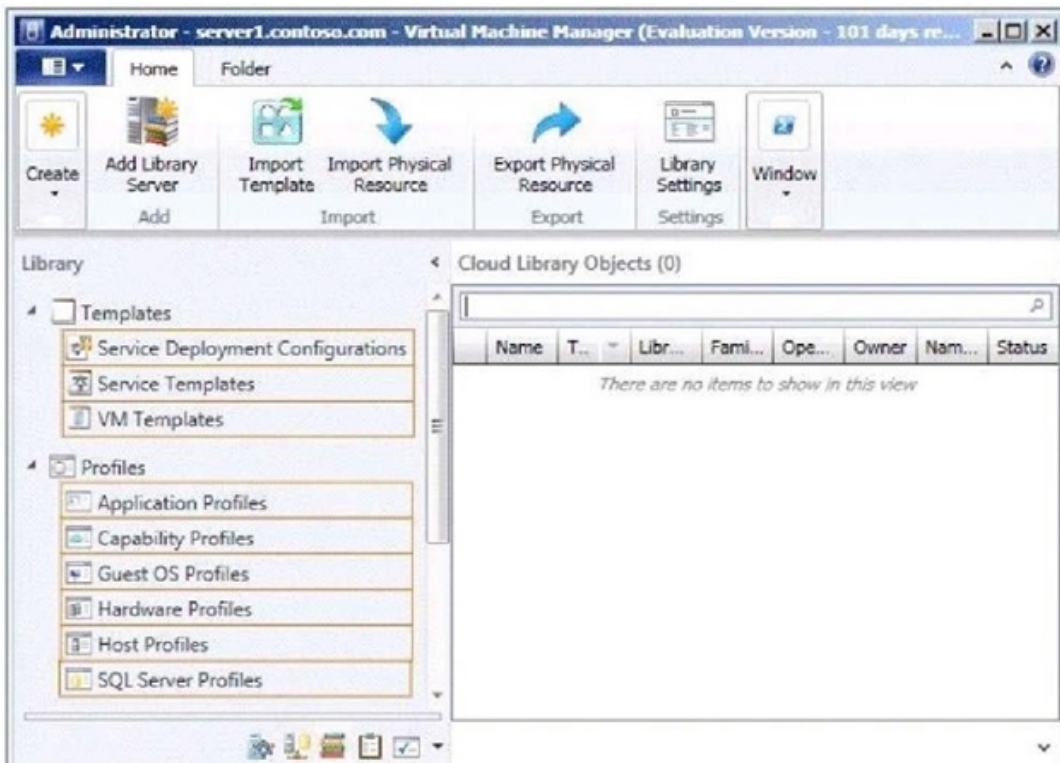 Administrator - server1.contoso.com - Virtual Machine Manager (Evaluation Version - 101 days re...
Home Folder
Create
Add Library Server
Import Template
Import Physical Resource
Export Physical Resource
Library Settings
Window
Add Import Export Settings
Library
Templates
Service Deployment Configurations
Service Templates
VM Templates
Profiles
Application Profiles
Capability Profiles
Guest OS Profiles
Hardware Profiles
Host Profiles
SQL Server Profiles
Cloud Library Objects (0)
Name T... Libr... Fami... Ope... Owner Nam... Status
There are no items to show in this view